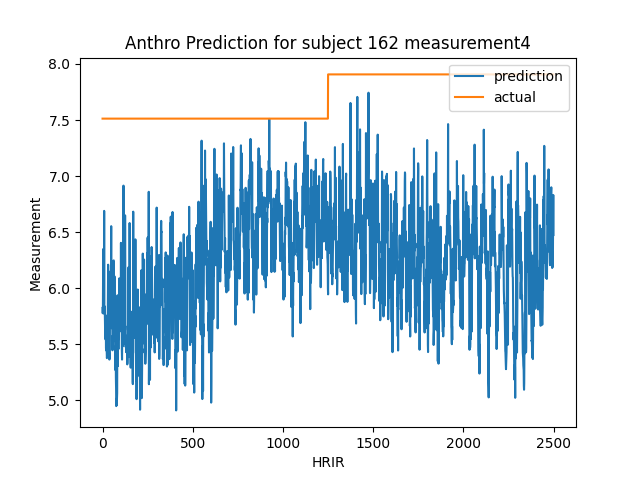 Anthro Prediction for subject 162 measurement4
prediction
actual
8.0
7.5
7.0
6.5
6.0
5.5
5.0
Measurement
0 500 1000 1500 2000 2500
HRIR